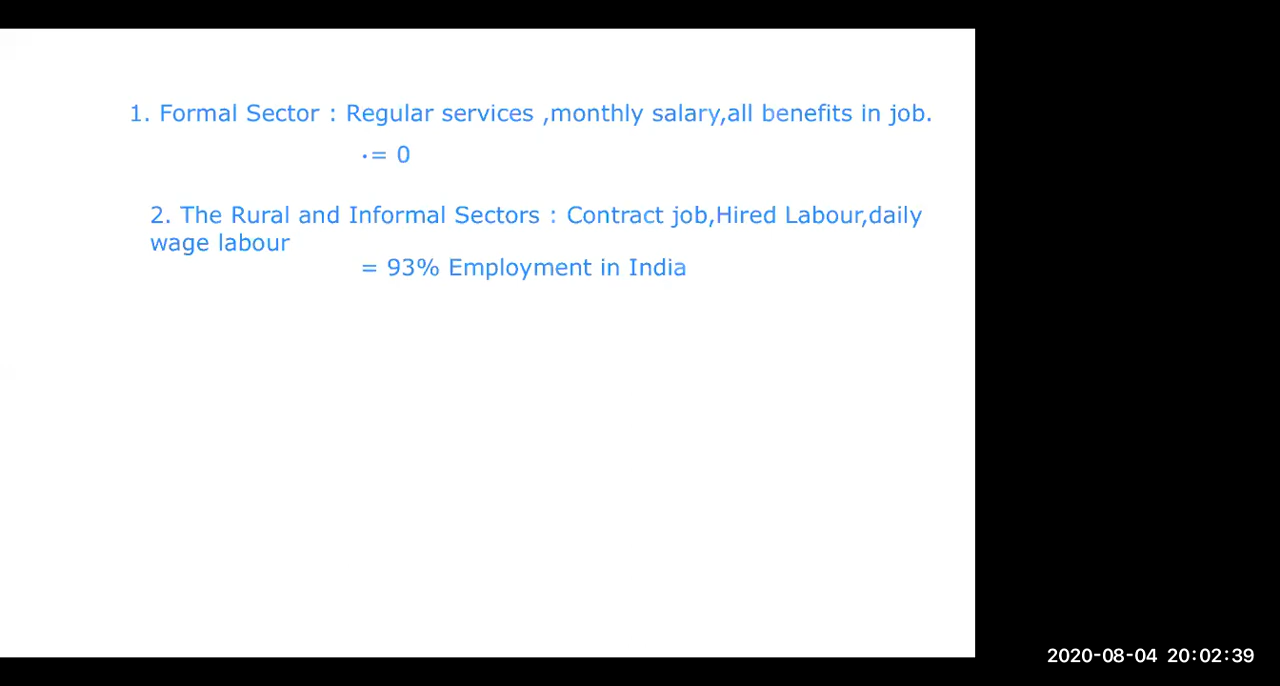 1. Formal Sector : Regular services ,monthly salary,all benefits in job.
·= 0
2. The Rural and Informal Sectors : Contract job,Hired Labour,daily
wage labour
= 93% Employment in India
2020-08-04 20:02:39